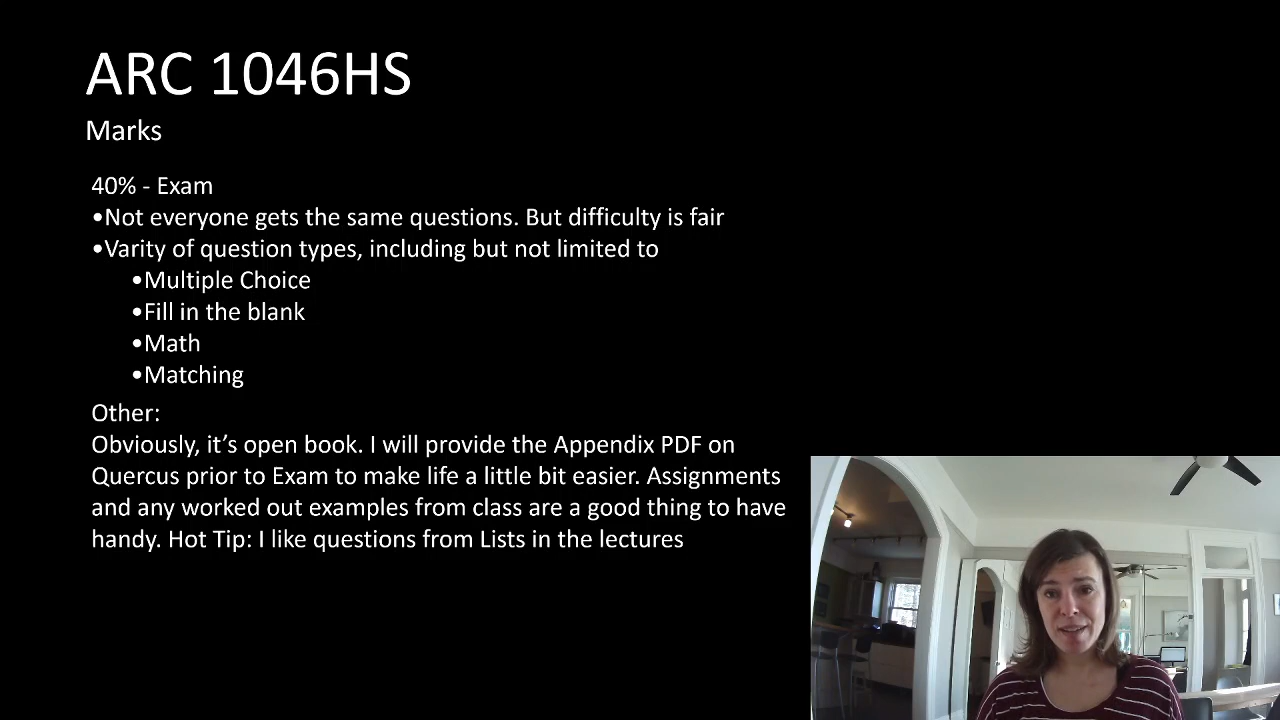 ARC 1046HS
Marks
40% - Exam
•Not everyone gets the same questions. But difficulty is fair
•Varity of question types, including but not limited to
•Multiple Choice
•Fill in the blank
•Math
•Matching
Other:
Obviously, it’s open book. I will provide the Appendix PDF on
Quercus prior to Exam to make life a little bit easier. Assignments
and any worked out examples from class are a good thing to have
handy. Hot Tip: I like questions from Lists in the lectures